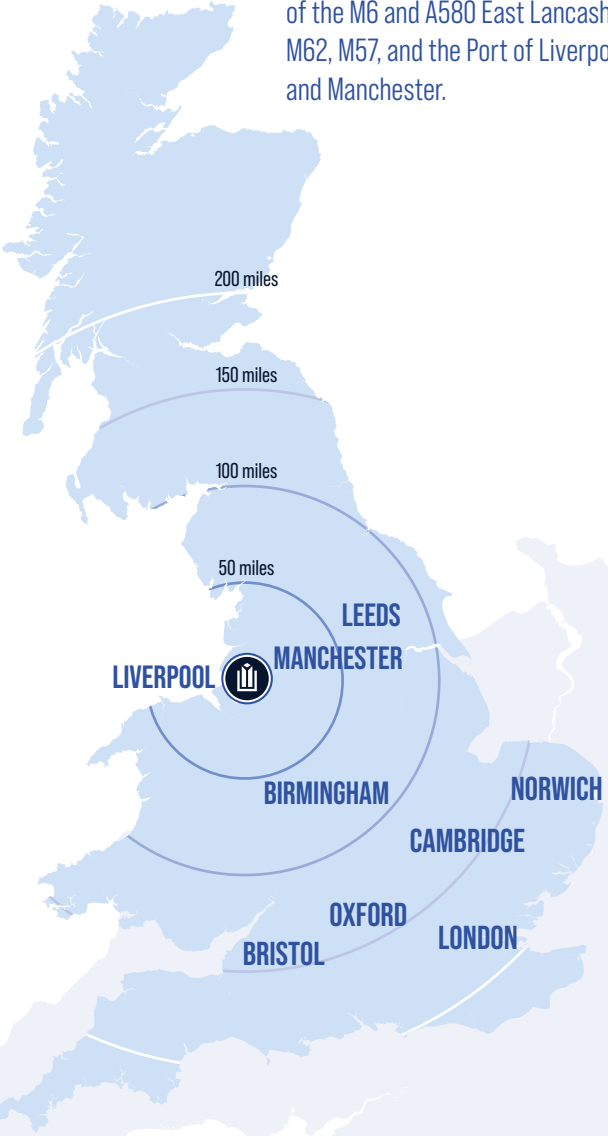 of the M6 and A580 East Lancash
M62, M57, and the Port of Liverpo
and Manchester.
200 miles
150 miles
100 miles
50 miles
LEEDS
MANCHESTER
LIVERPOOL
BIRMINGHAM
NORWICH
CAMBRIDGE
OXFORD
LONDON
BRISTOL